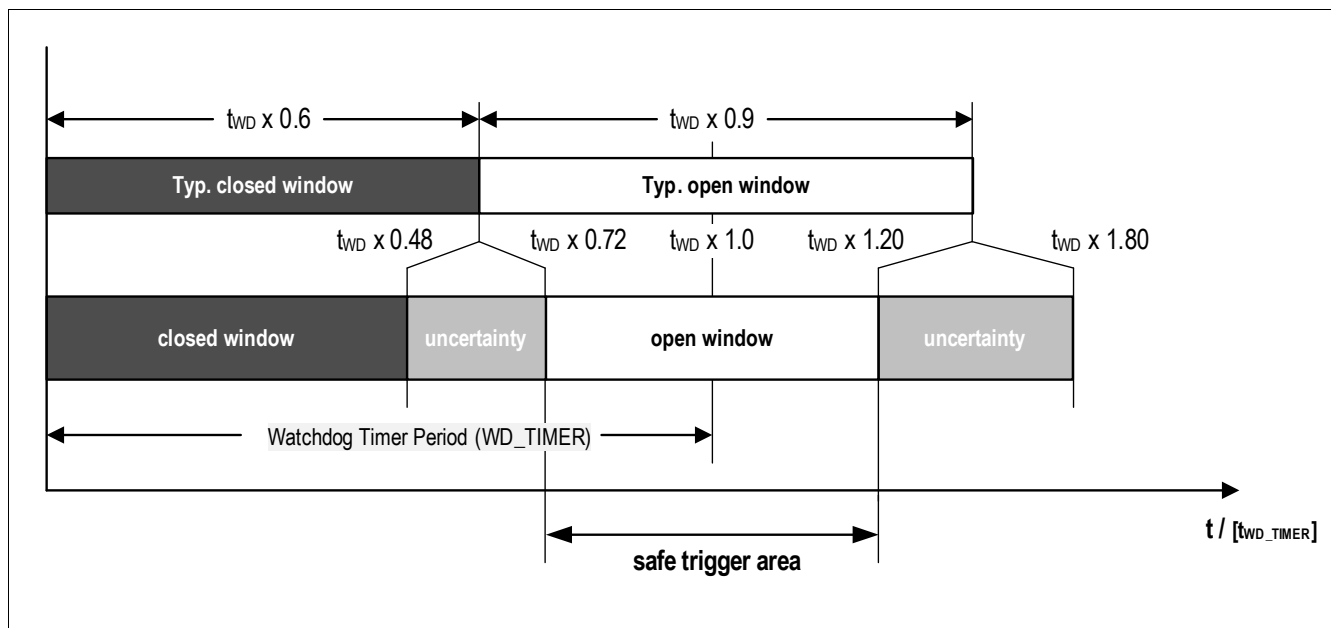 tWD x 0.6
tWD x 0.9
Typ. closed window
Typ. open window
tWD x 0.48
tWD x 0.72
tWD x 1.0
tWD x 1.20
tWD x 1.80
closed window
uncertainty
open window
uncertainty
Watchdog Timer Period (WD_TIMER)
t / [tWD_TIMER]
safe trigger area